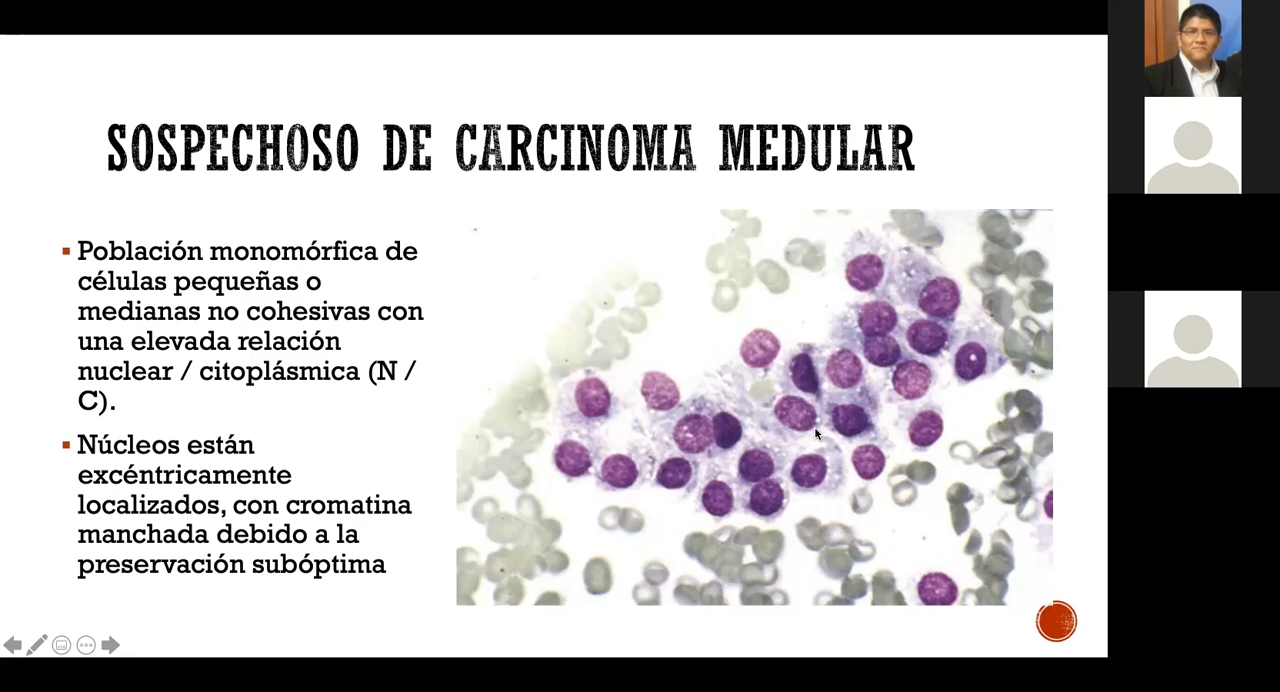 SOSPECHOSO DE CARCINOMA MEDULAR
Población monomórfica de
células pequeñas o
medianas no cohesivas con
una elevada relación
nuclear / citoplásmica (N /
C).
Núcleos están
excéntricamente
localizados, con cromatina
manchada debido a la
preservación subóptima